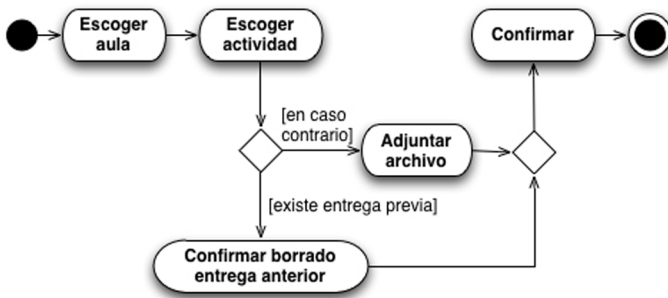 Escoger
aula
Escoger
actividad
Confirmar
[en caso
contrario]
Adjuntar
archivo
[existe entrega previa]
Confirmar borrado
entrega anterior